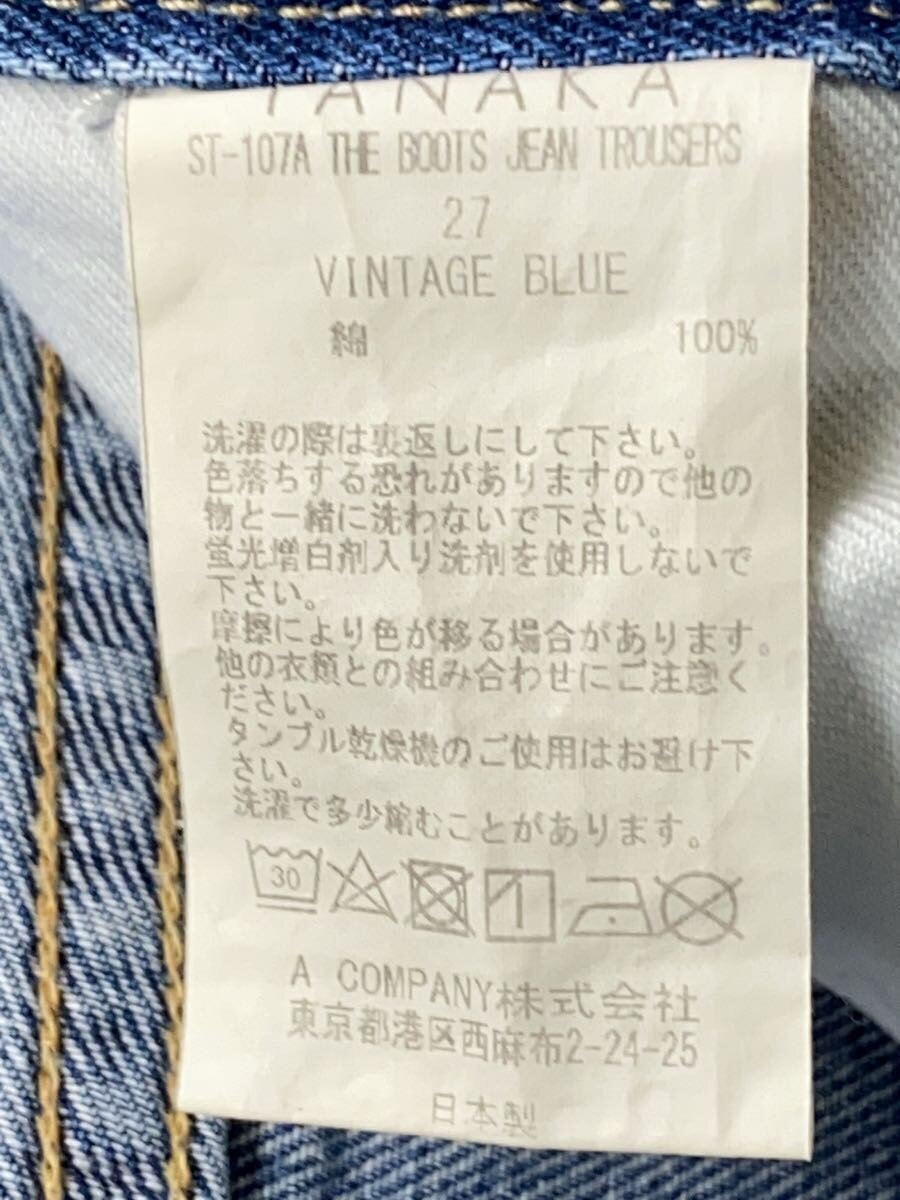 TANAKA
ST-107A THE BOOTS JEAN TROUSERS
27
VINTAGE BLUE
綿 100%
洗濯の際は裏返しにして下さい。
色落ちする恐れがありますので他の
物と一緒に洗わないで下さい。
蛍光増白剤入り洗剤を使用しないで
下さい。
摩擦により色が移る場合があります。
他の衣類との組み合わせにご注意く
ださい。
タンブル乾燥機のご使用はお避け下
さい。
洗濯で多少縮むことがあります。
30
A COMPANY株式会社
東京都港区西麻布2-24-25
日本製